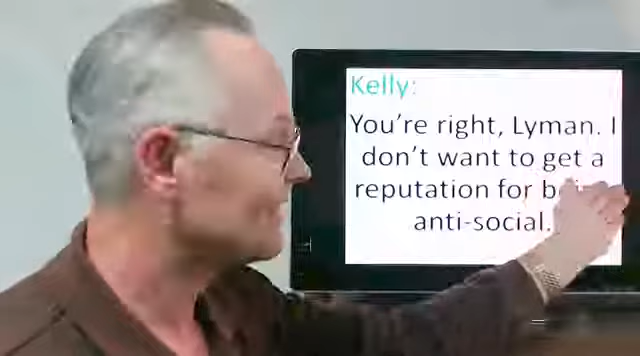 Kelly:
You're right, Lyman. I
don't want to get a
reputation for
anti-social.